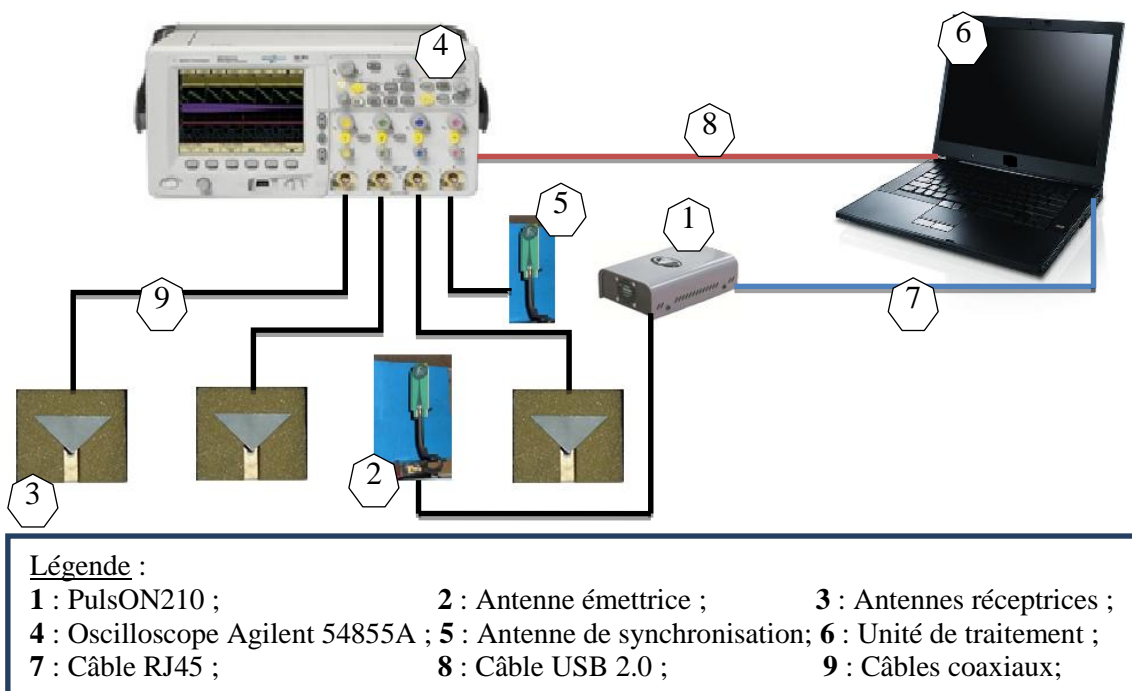 4
6
8
5
1
9
7
2
3
Légende :
1 : PulsON210 ; 2 : Antenne émettrice ; 3 : Antennes réceptrices ;
4 : Oscilloscope Agilent 54855A ; 5 : Antenne de synchronisation; 6 : Unité de traitement ;
7 : Câble RJ45 ; 8 : Câble USB 2.0 ; 9 : Câbles coaxiaux;